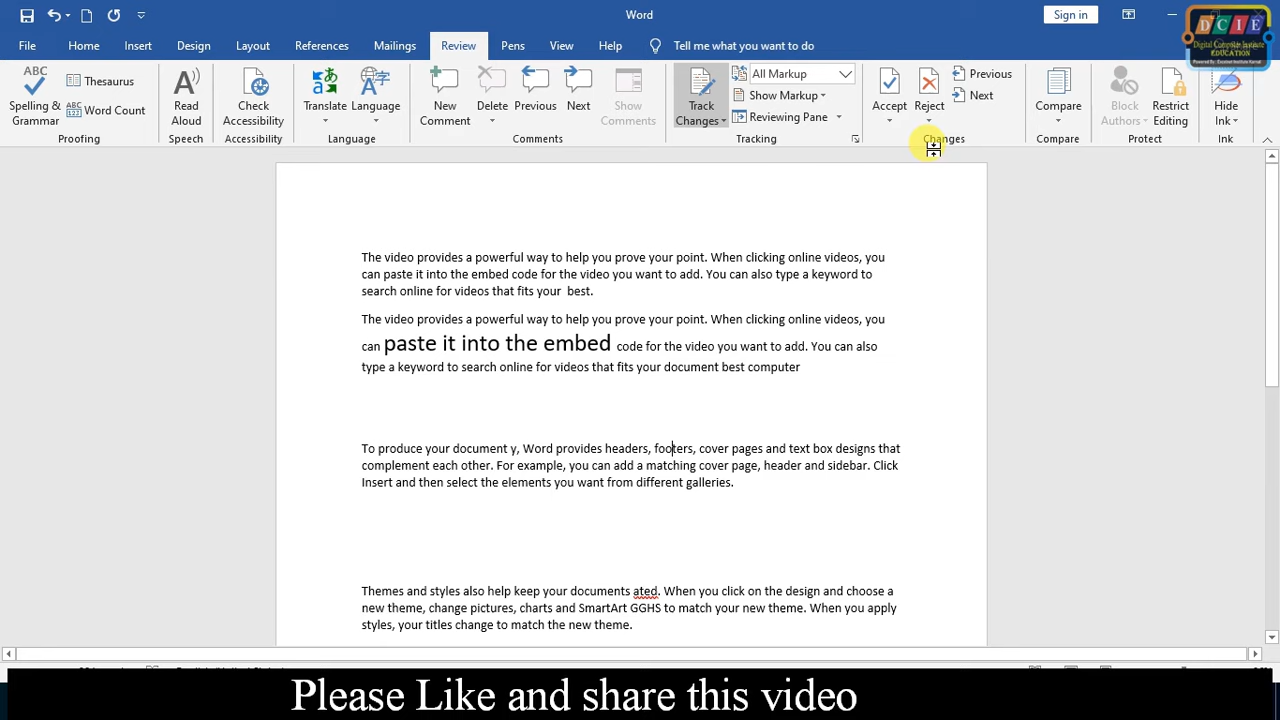 Word
Sign in
DCIE
Digital Computer Institute
EDUCATION
File Home Insert Design Layout References Mailings Review Pens View Help Tell me what you want to do
Spelling & Grammar
Thesaurus
Word Count
Proofing
Read Aloud
Speech
Check Accessibility
Accessibility
Translate
Language
Language
New Comment
Delete
Previous
Next
Show Comments
Comments
Track Changes
All Markup
Show Markup
Reviewing Pane
Tracking
Accept
Reject
Previous
Next
Changes
Compare
Compare
Block Authors
Restrict Editing
Protect
Hide Ink
Ink
The video provides a powerful way to help you prove your point. When clicking online videos, you
can paste it into the embed code for the video you want to add. You can also type a keyword to
search online for videos that fits your  best.
The video provides a powerful way to help you prove your point. When clicking online videos, you
can paste it into the embed code for the video you want to add. You can also
type a keyword to search online for videos that fits your document best computer
To produce your document y, Word provides headers, footers, cover pages and text box designs that
complement each other. For example, you can add a matching cover page, header and sidebar. Click
Insert and then select the elements you want from different galleries.
Themes and styles also help keep your documents ated. When you click on the design and choose a
new theme, change pictures, charts and SmartArt GGHS to match your new theme. When you apply
styles, your titles change to match the new theme.
Please Like and share this video